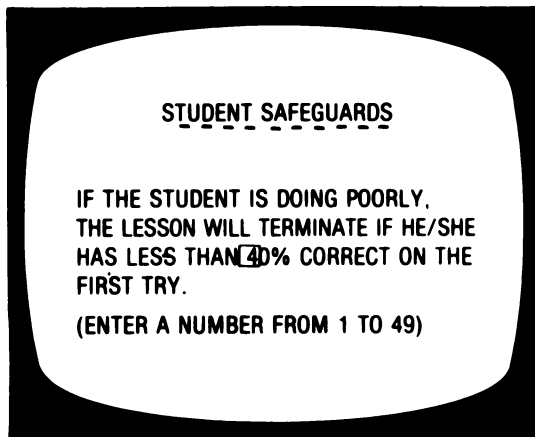 STUDENT SAFEGUARDS
IF THE STUDENT IS DOING POORLY,
THE LESSON WILL TERMINATE IF HE/SHE
HAS LESS THAN 40% CORRECT ON THE
FIRST TRY.
(ENTER A NUMBER FROM 1 TO 49)